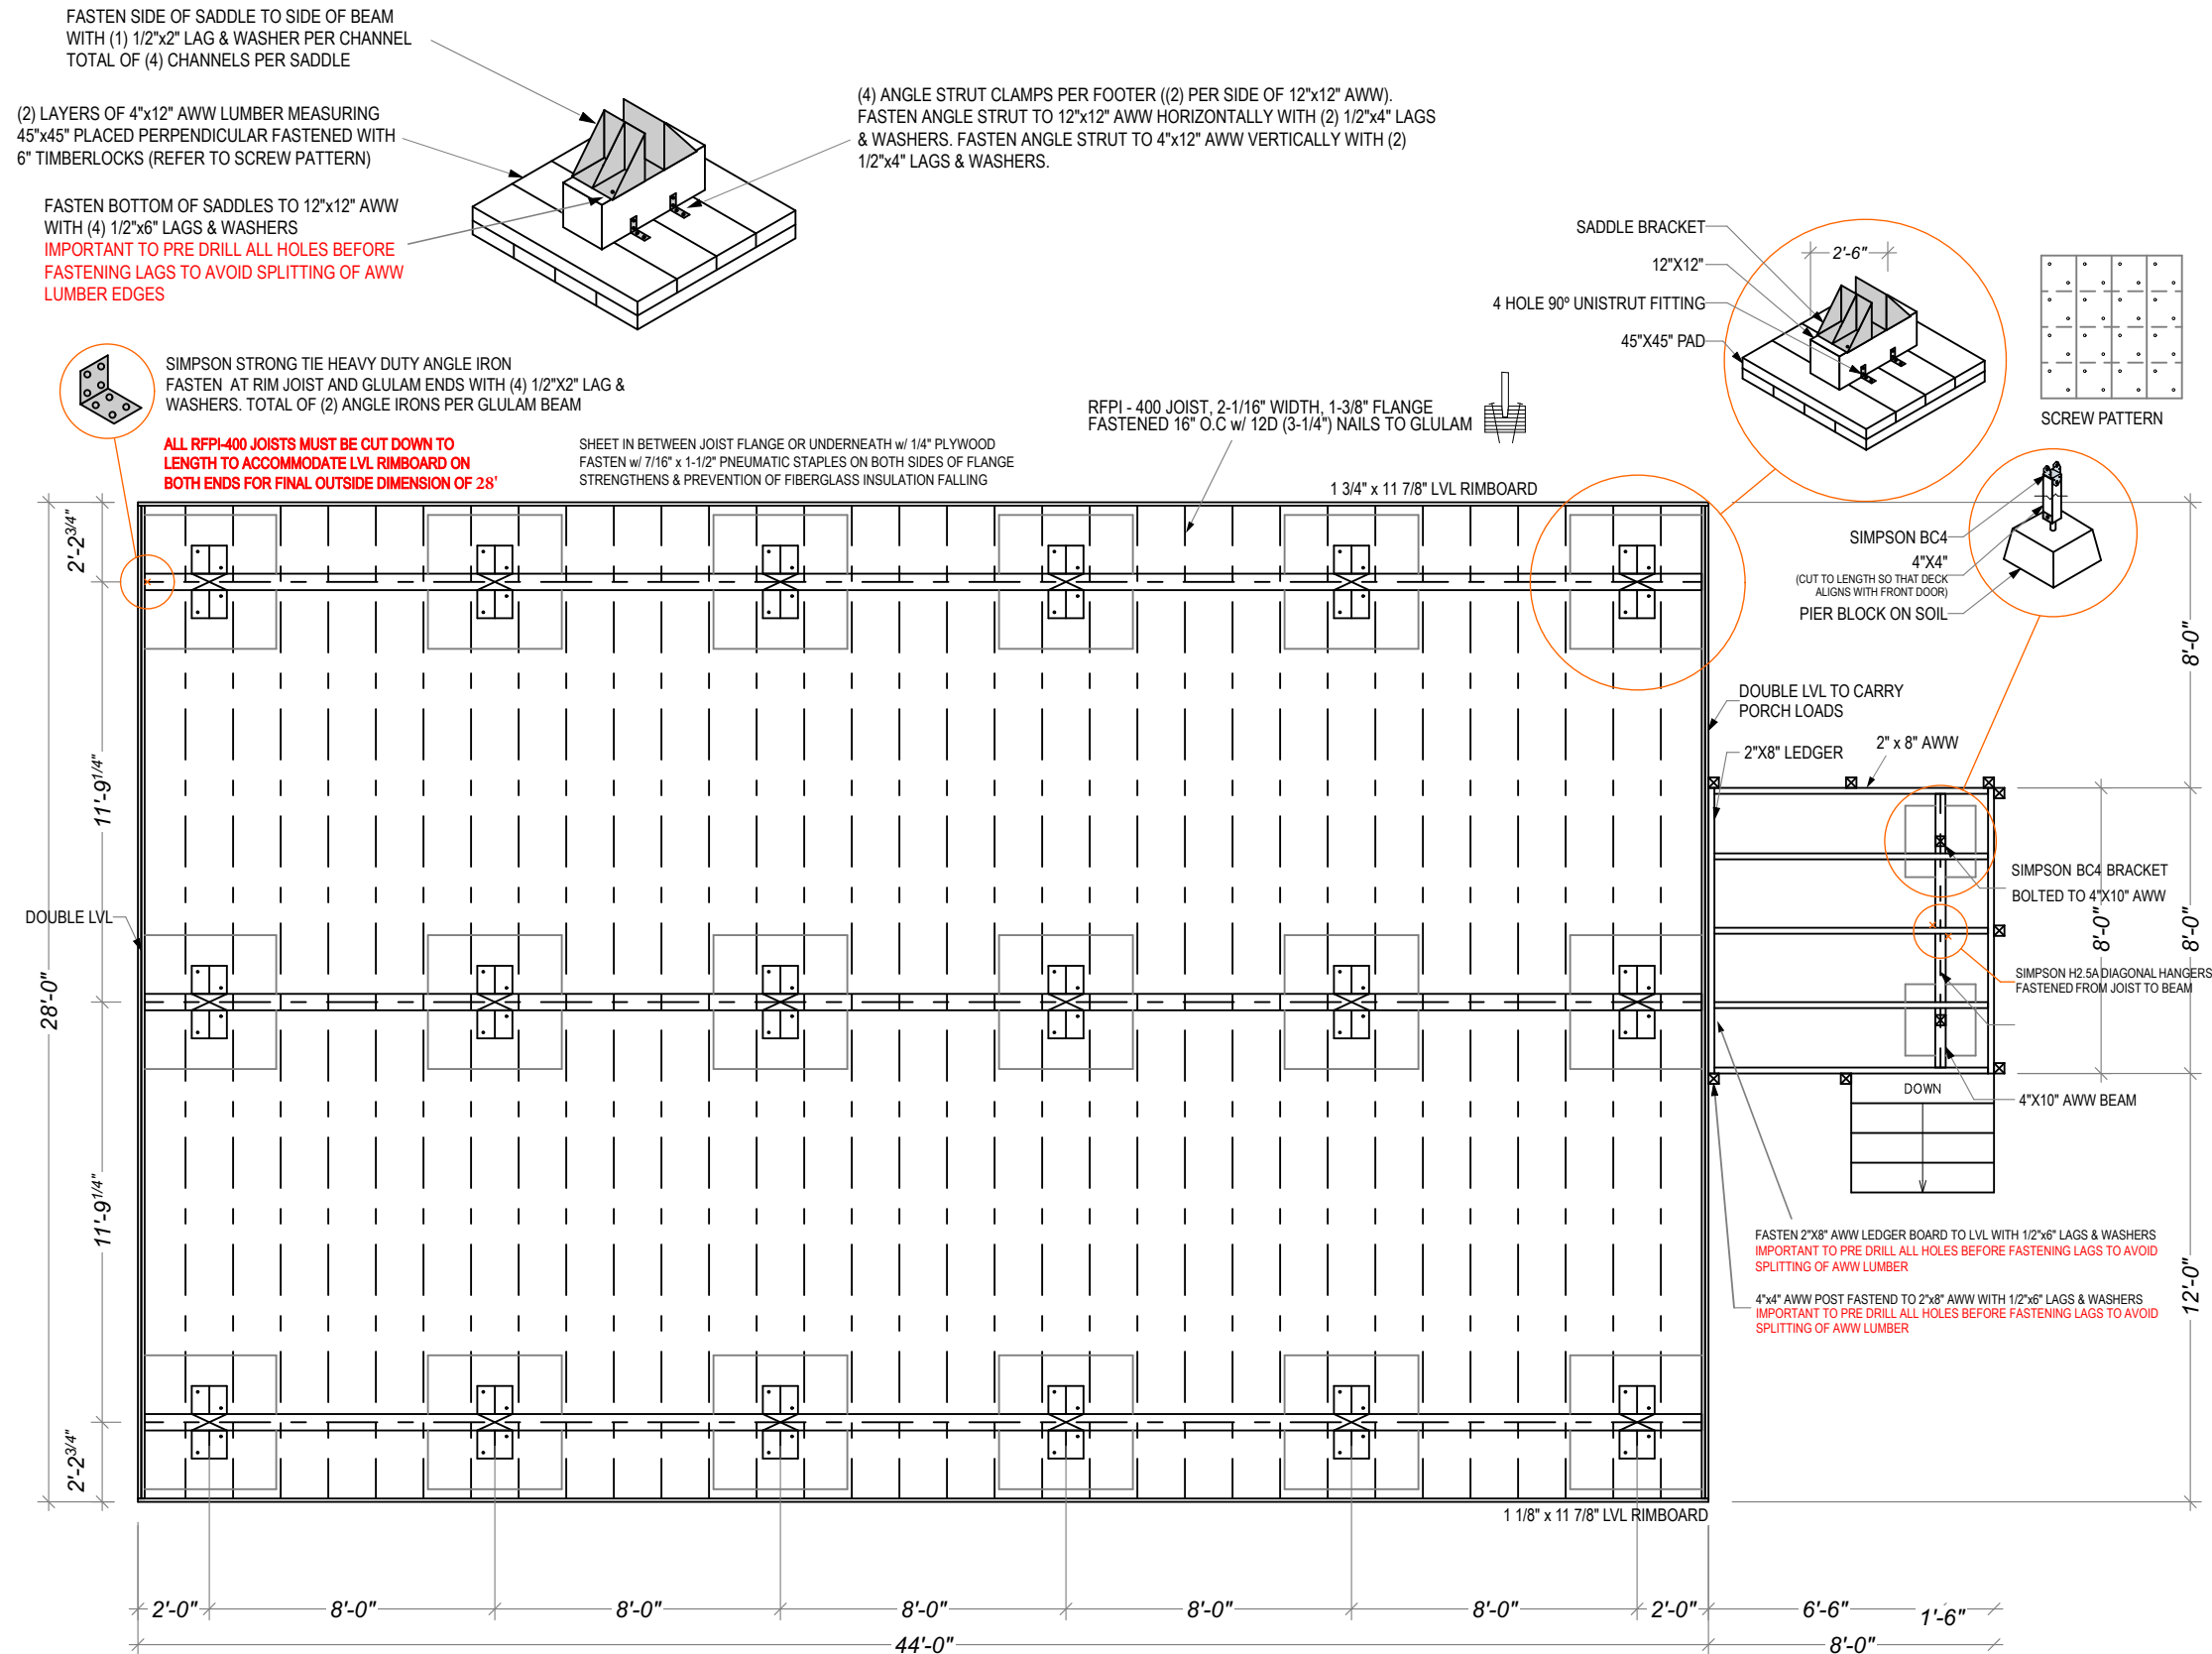 FASTEN SIDE OF SADDLE TO SIDE OF BEAM
WITH (1) 1/2"x2" LAG & WASHER PER CHANNEL
TOTAL OF (4) CHANNELS PER SADDLE
(2) LAYERS OF 4"x12" AWW LUMBER MEASURING
45"x45" PLACED PERPENDICULAR FASTENED WITH
6" TIMBERLOCKS (REFER TO SCREW PATTERN)
FASTEN BOTTOM OF SADDLES TO 12"x12" AWW
WITH (4) 1/2"x6" LAGS & WASHERS
IMPORTANT TO PRE DRILL ALL HOLES BEFORE
FASTENING LAGS TO AVOID SPLITTING OF AWW
LUMBER EDGES
(4) ANGLE STRUT CLAMPS PER FOOTER ((2) PER SIDE OF 12"x12" AWW).
FASTEN ANGLE STRUT TO 12"x12" AWW HORIZONTALLY WITH (2) 1/2"x4" LAGS
& WASHERS. FASTEN ANGLE STRUT TO 4"x12" AWW VERTICALLY WITH (2)
1/2"x4" LAGS & WASHERS.
SADDLE BRACKET
2'-6"
12"X12"
4 HOLE 90º UNISTRUT FITTING
45"X45" PAD
SCREW PATTERN
SIMPSON STRONG TIE HEAVY DUTY ANGLE IRON
FASTEN AT RIM JOIST AND GLULAM ENDS WITH (4) 1/2"X2" LAG &
WASHERS. TOTAL OF (2) ANGLE IRONS PER GLULAM BEAM
ALL RFPI-400 JOISTS MUST BE CUT DOWN TO
LENGTH TO ACCOMMODATE LVL RIMBOARD ON
BOTH ENDS FOR FINAL OUTSIDE DIMENSION OF 28'
SHEET IN BETWEEN JOIST FLANGE OR UNDERNEATH w/ 1/4" PLYWOOD
FASTEN w/ 7/16" x 1-1/2" PNEUMATIC STAPLES ON BOTH SIDES OF FLANGE
STRENGTHENS & PREVENTION OF FIBERGLASS INSULATION FALLING
RFPI - 400 JOIST, 2-1/16" WIDTH, 1-3/8" FLANGE
FASTENED 16" O.C w/ 12D (3-1/4") NAILS TO GLULAM
1 3/4" x 11 7/8" LVL RIMBOARD
SIMPSON BC4
4"X4"
(CUT TO LENGTH SO THAT DECK
ALIGNS WITH FRONT DOOR)
PIER BLOCK ON SOIL
2'-2 3/4"
11'-9 1/4"
28'-0"
11'-9 1/4"
2'-2 3/4"
DOUBLE LVL
DOUBLE LVL TO CARRY
PORCH LOADS
2"X8" LEDGER
2" x 8" AWW
SIMPSON BC4 BRACKET
BOLTED TO 4"X10" AWW
SIMPSON H2.5A DIAGONAL HANGERS
FASTENED FROM JOIST TO BEAM
4"X10" AWW BEAM
DOWN
8'-0"
8'-0"
8'-0"
12'-0"
FASTEN 2"X8" AWW LEDGER BOARD TO LVL WITH 1/2"x6" LAGS & WASHERS
IMPORTANT TO PRE DRILL ALL HOLES BEFORE FASTENING LAGS TO AVOID
SPLITTING OF AWW LUMBER
4"x4" AWW POST FASTEND TO 2"x8" AWW WITH 1/2"x6" LAGS & WASHERS
IMPORTANT TO PRE DRILL ALL HOLES BEFORE FASTENING LAGS TO AVOID
SPLITTING OF AWW LUMBER
1 1/8" x 11 7/8" LVL RIMBOARD
2'-0" 8'-0" 8'-0" 8'-0" 8'-0" 8'-0" 2'-0" 6'-6" 1'-6"
44'-0" 8'-0"